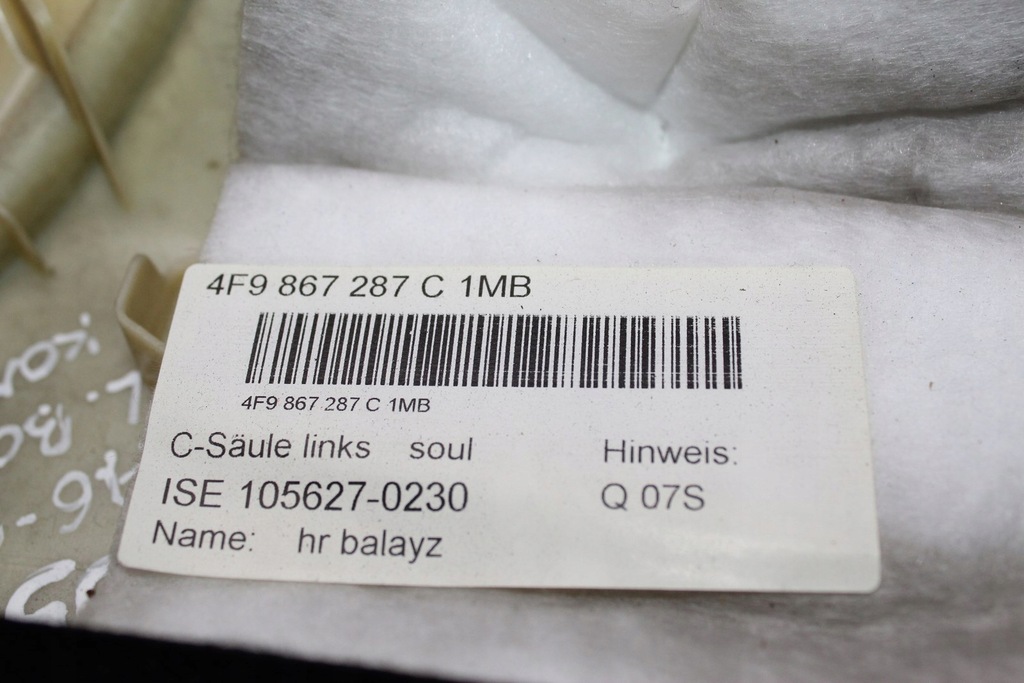 4F9 867 287 C 1MB
4F9 867 287 C 1MB
C-Säule links soul
Hinweis:
ISE 105627-0230
Q 07S
Name: hr balayz